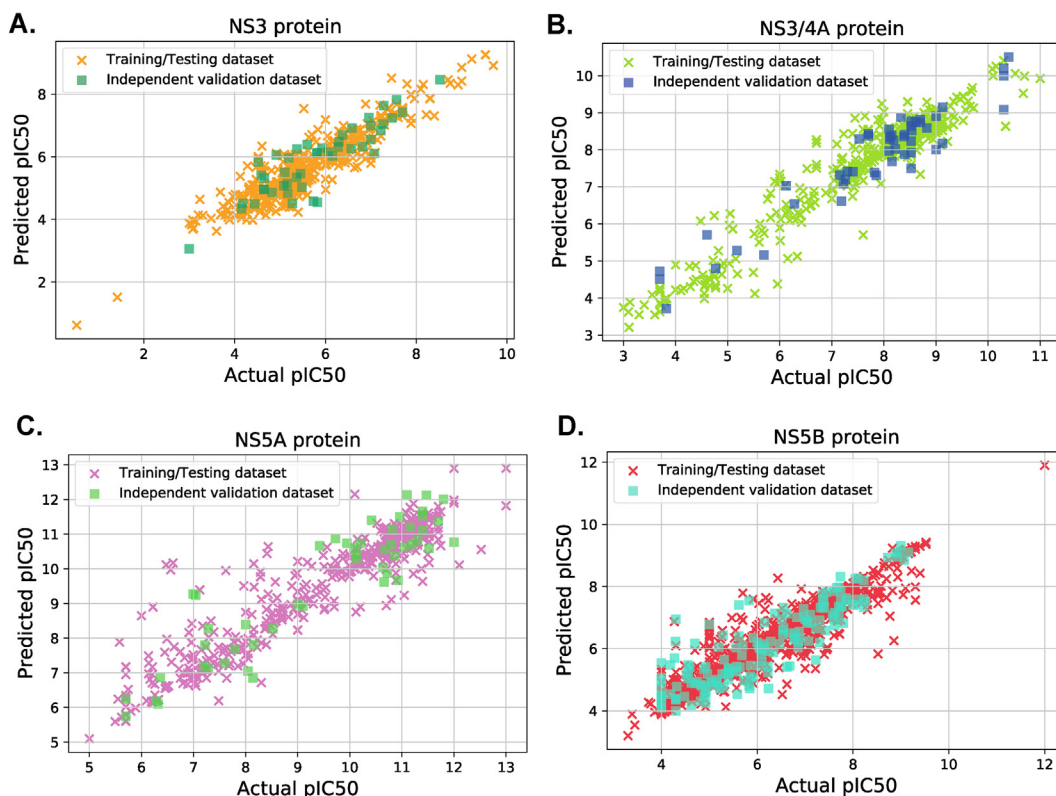 A.
NS3 protein
Training/Testing dataset
Independent validation dataset
Predicted pIC50
8
6
4
2
2 4 6 8 10
Actual pIC50
B.
NS3/4A protein
Training/Testing dataset
Independent validation dataset
Predicted pIC50
10
9
8
7
6
5
4
3
3 4 5 6 7 8 9 10 11
Actual pIC50
C.
NS5A protein
Training/Testing dataset
Independent validation dataset
Predicted pIC50
13
12
11
10
9
8
7
6
5
5 6 7 8 9 10 11 12 13
Actual pIC50
D.
NS5B protein
Training/Testing dataset
Independent validation dataset
Predicted pIC50
12
10
8
6
4
4 6 8 10 12
Actual pIC50